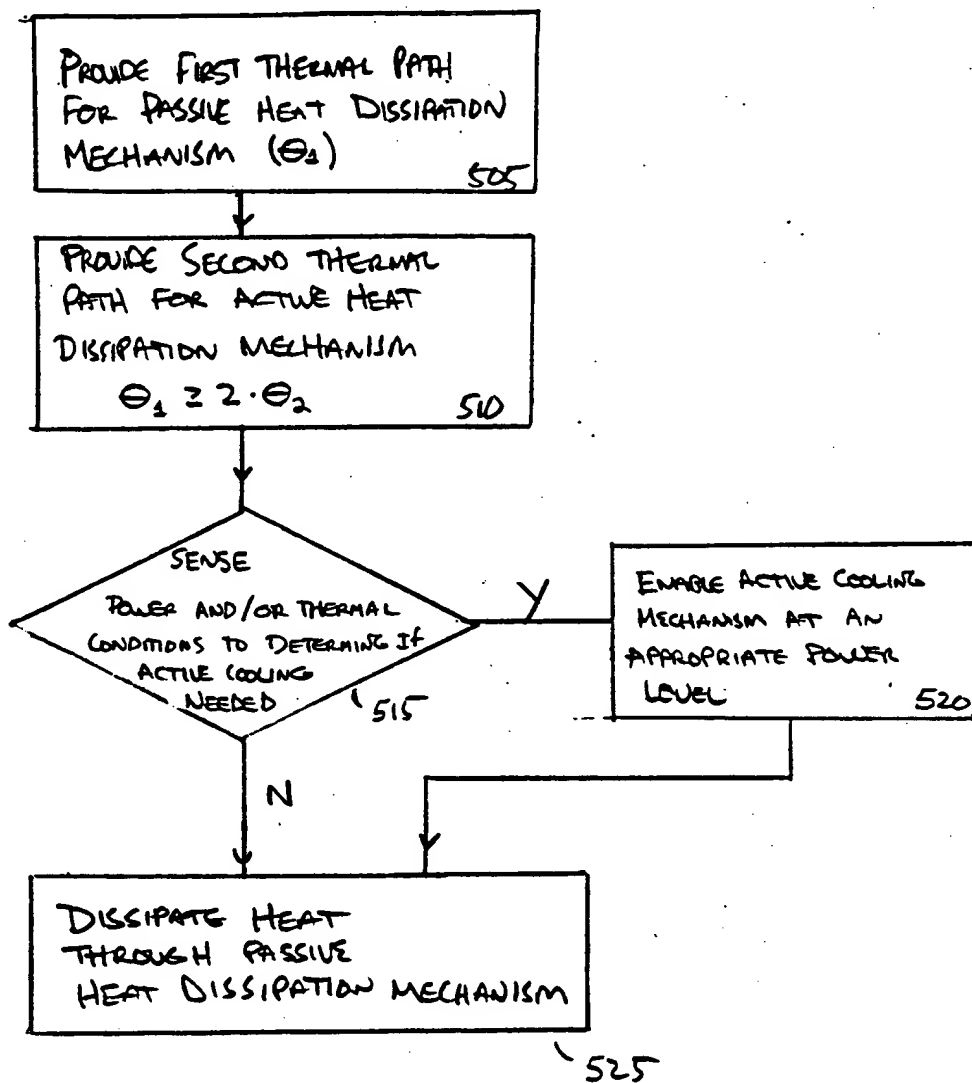 PROVIDE FIRST THERMAL PATH
FOR PASSIVE HEAT DISSIPATION
MECHANISM (Θ1)
505
PROVIDE SECOND THERMAL
PATH FOR ACTIVE HEAT
DISSIPATION MECHANISM
Θ1 ≥ 2·Θ2
510
SENSE
POWER AND/OR THERMAL
CONDITIONS TO DETERMING IF
ACTIVE COOLING
NEEDED
515
Y
ENABLE ACTIVE COOLING
MECHANISM AT AN
APPROPRIATE POWER
LEVEL
520
N
DISSIPATE HEAT
THROUGH PASSIVE
HEAT DISSIPATION MECHANISM
525